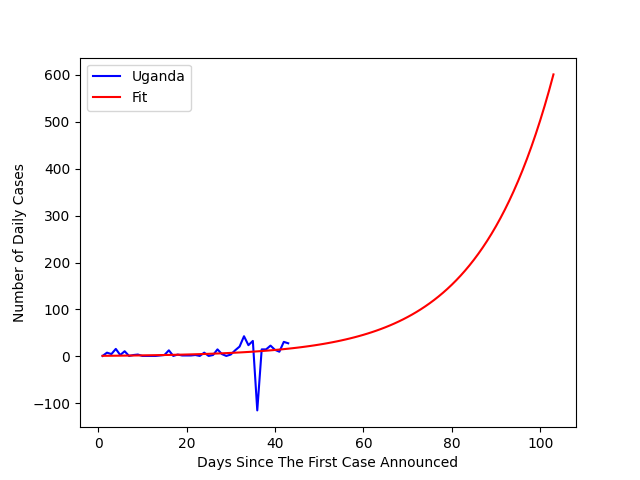 Uganda
Fit
600
500
400
300
200
100
0
−100
Number of Daily Cases
0 20 40 60 80 100
Days Since The First Case Announced